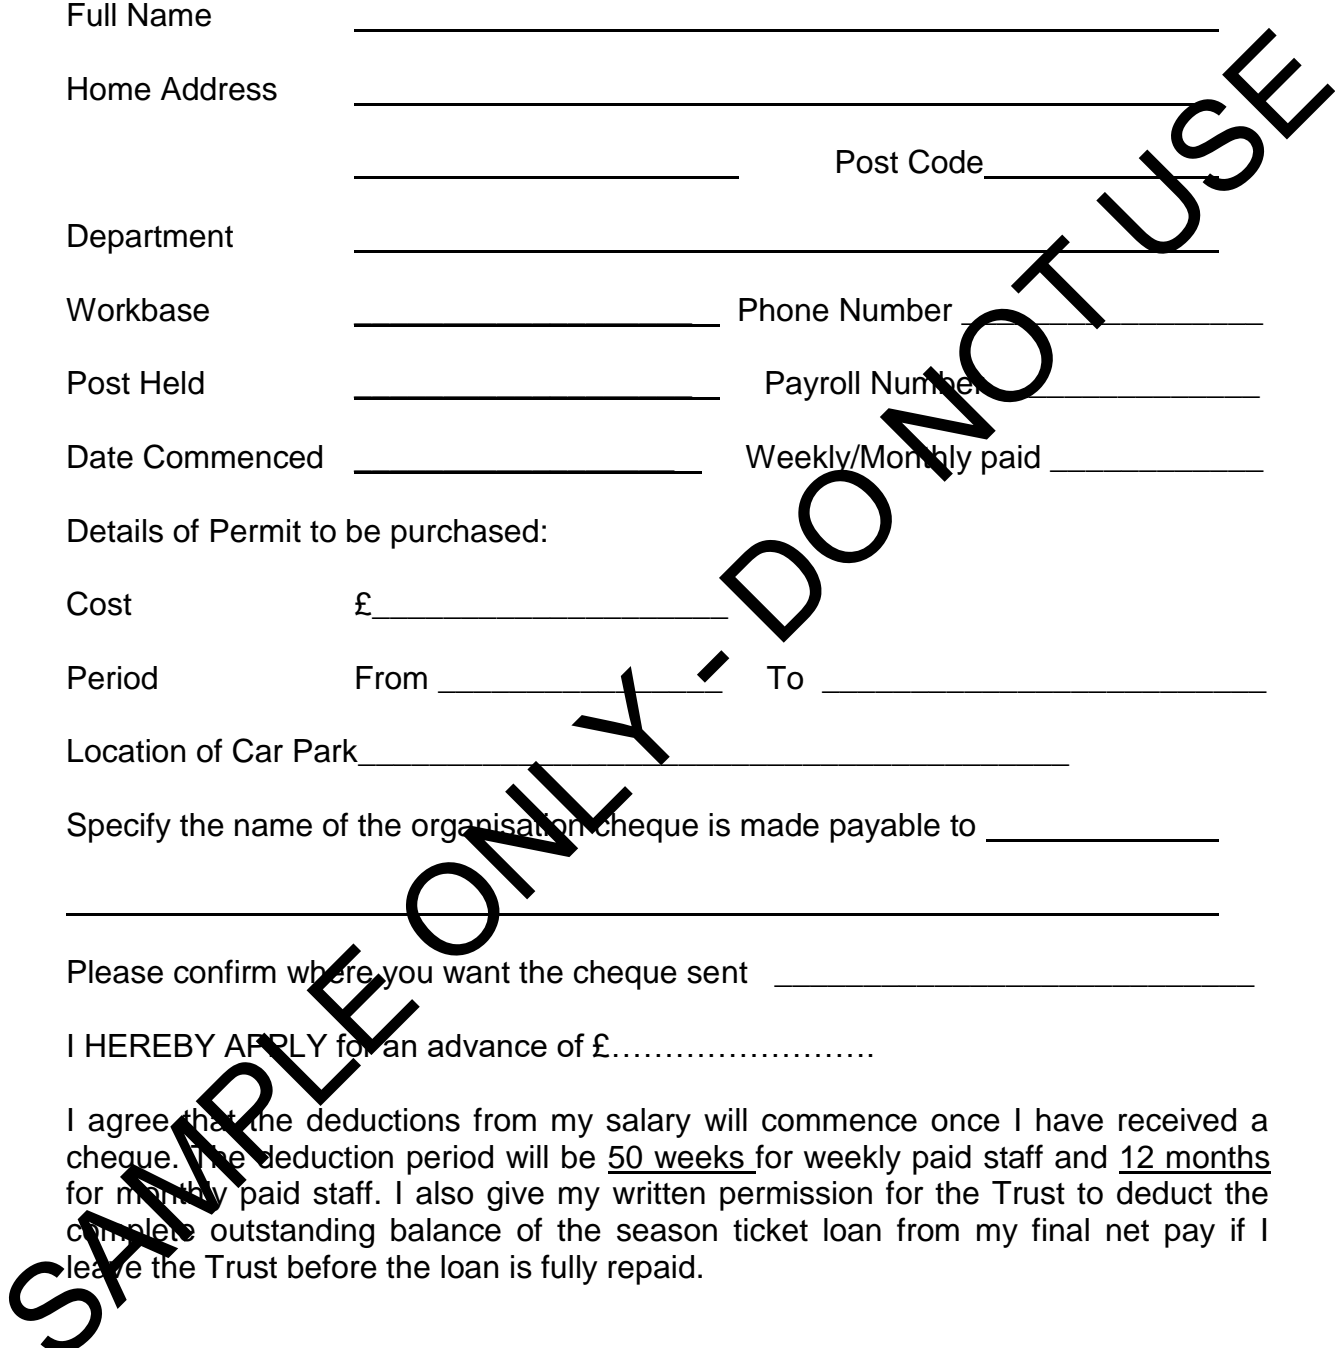 Full Name
Home Address
Post Code
Department
Workbase Phone Number
Post Held Payroll Number
Date Commenced Weekly/Monthly paid
Details of Permit to be purchased:
Cost £
Period From To
Location of Car Park
Specify the name of the organisation cheque is made payable to
Please confirm where you want the cheque sent
I HEREBY APPLY for an advance of £……………………. 
I agree that the deductions from my salary will commence once I have received a
cheque. The deduction period will be 50 weeks for weekly paid staff and 12 months
for monthly paid staff. I also give my written permission for the Trust to deduct the
complete outstanding balance of the season ticket loan from my final net pay if I
leave the Trust before the loan is fully repaid.
SAMPLE ONLY - DO NOT USE